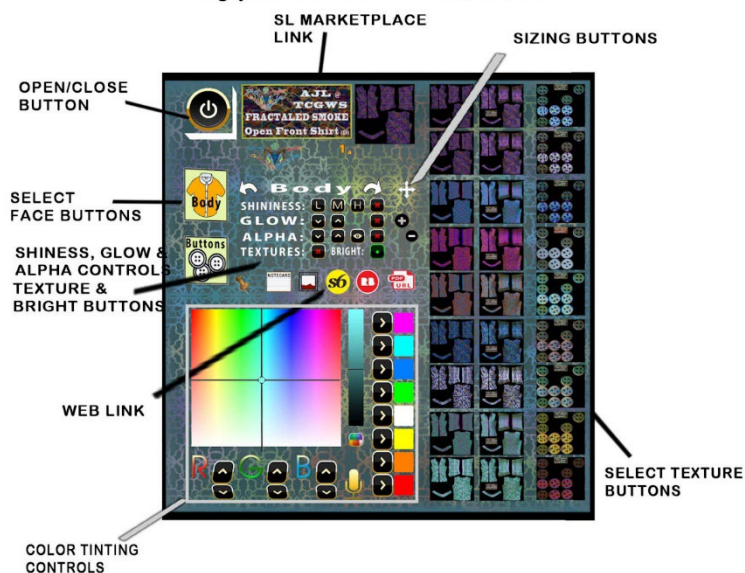 SL MARKETPLACE
LINK
SIZING BUTTONS
OPEN/CLOSE
BUTTON
AJL @
TCGWS
FRACTALED SMOKE
Open Front Shirt
SELECT
FACE BUTTONS
Body
Body
SHININESS: L M H
GLOW:
ALPHA:
TEXTURES: BRIGHT:
Buttons
SHINESS, GLOW &
ALPHA CONTROLS
TEXTURE &
BRIGHT BUTTONS
NOTECARD
s6
RB
PDF
URL
WEB LINK
R G B
SELECT TEXTURE
BUTTONS
COLOR TINTING
CONTROLS